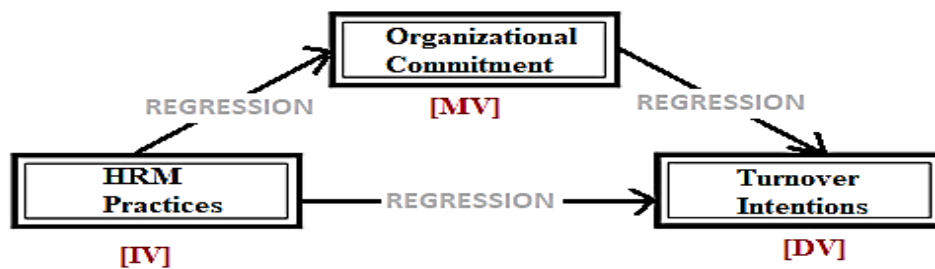 Organizational
Commitment
REGRESSION
[MV]
REGRESSION
HRM
Practices
REGRESSION
Turnover
Intentions
[IV]
[DV]